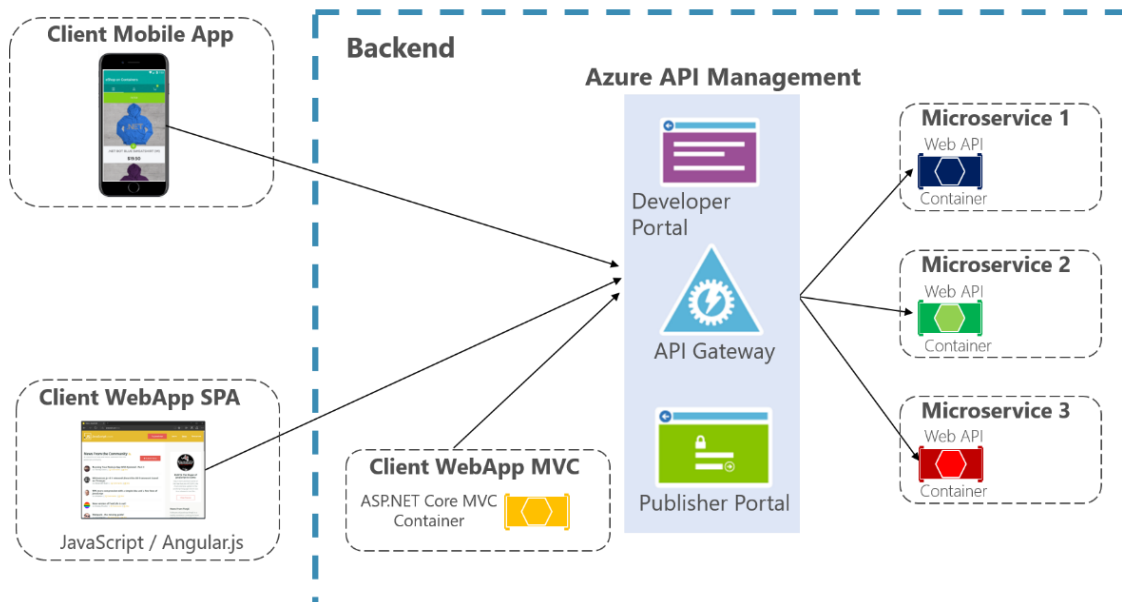 Client Mobile App
Backend
Azure API Management
Developer
Portal
API Gateway
Publisher Portal
Microservice 1
Web API
Container
Microservice 2
Web API
Container
Microservice 3
Web API
Container
Client WebApp SPA
JavaScript / Angular.js
Client WebApp MVC
ASP.NET Core MVC
Container